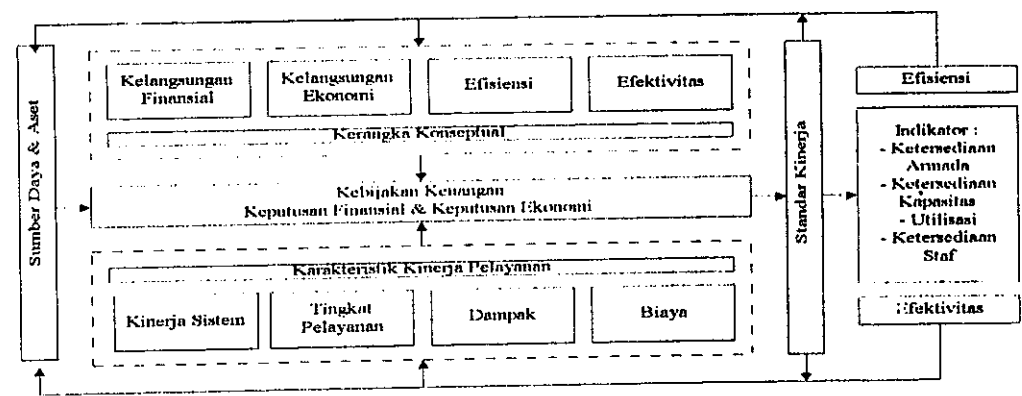 Sumber Daya & Aset
Kelangsungan
Finansial
Kelangsungan
Ekonomi
Efisiensi
Efektivitas
Kerangka Konseptual
Kebijakan Keuangan
Keputusan Finansial & Keputusan Ekonomi
Karakteristik Kinerja Pelayanan
Kinerja Sistem
Tingkat
Pelayanan
Dampak
Biaya
Standar Kinerja
Efisiensi
Indikator :
- Ketersediaan
Armada
- Ketersediaan
Kapasitas
- Utilisasi
- Ketersediaan
Staf
Efektivitas